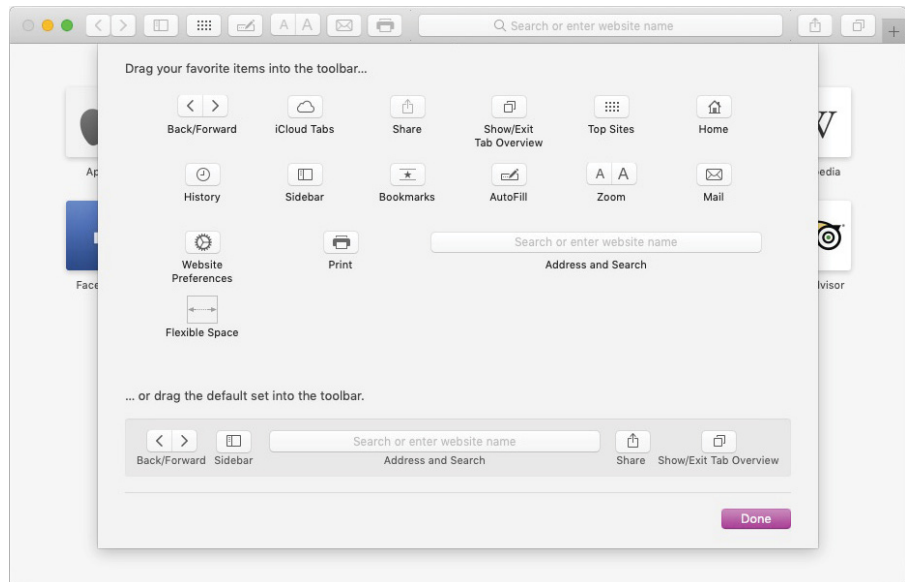 Search or enter website name
Drag your favorite items into the toolbar...
Back/Forward
iCloud Tabs
Share
Show/Exit
Tab Overview
Top Sites
Home
History
Sidebar
Bookmarks
AutoFill
A A
Zoom
Mail
Website
Preferences
Print
Search or enter website name
Address and Search
Flexible Space
... or drag the default set into the toolbar.
Back/Forward
Sidebar
Search or enter website name
Address and Search
Share
Show/Exit Tab Overview
Done
Ap
Face
W
edia
lvisor